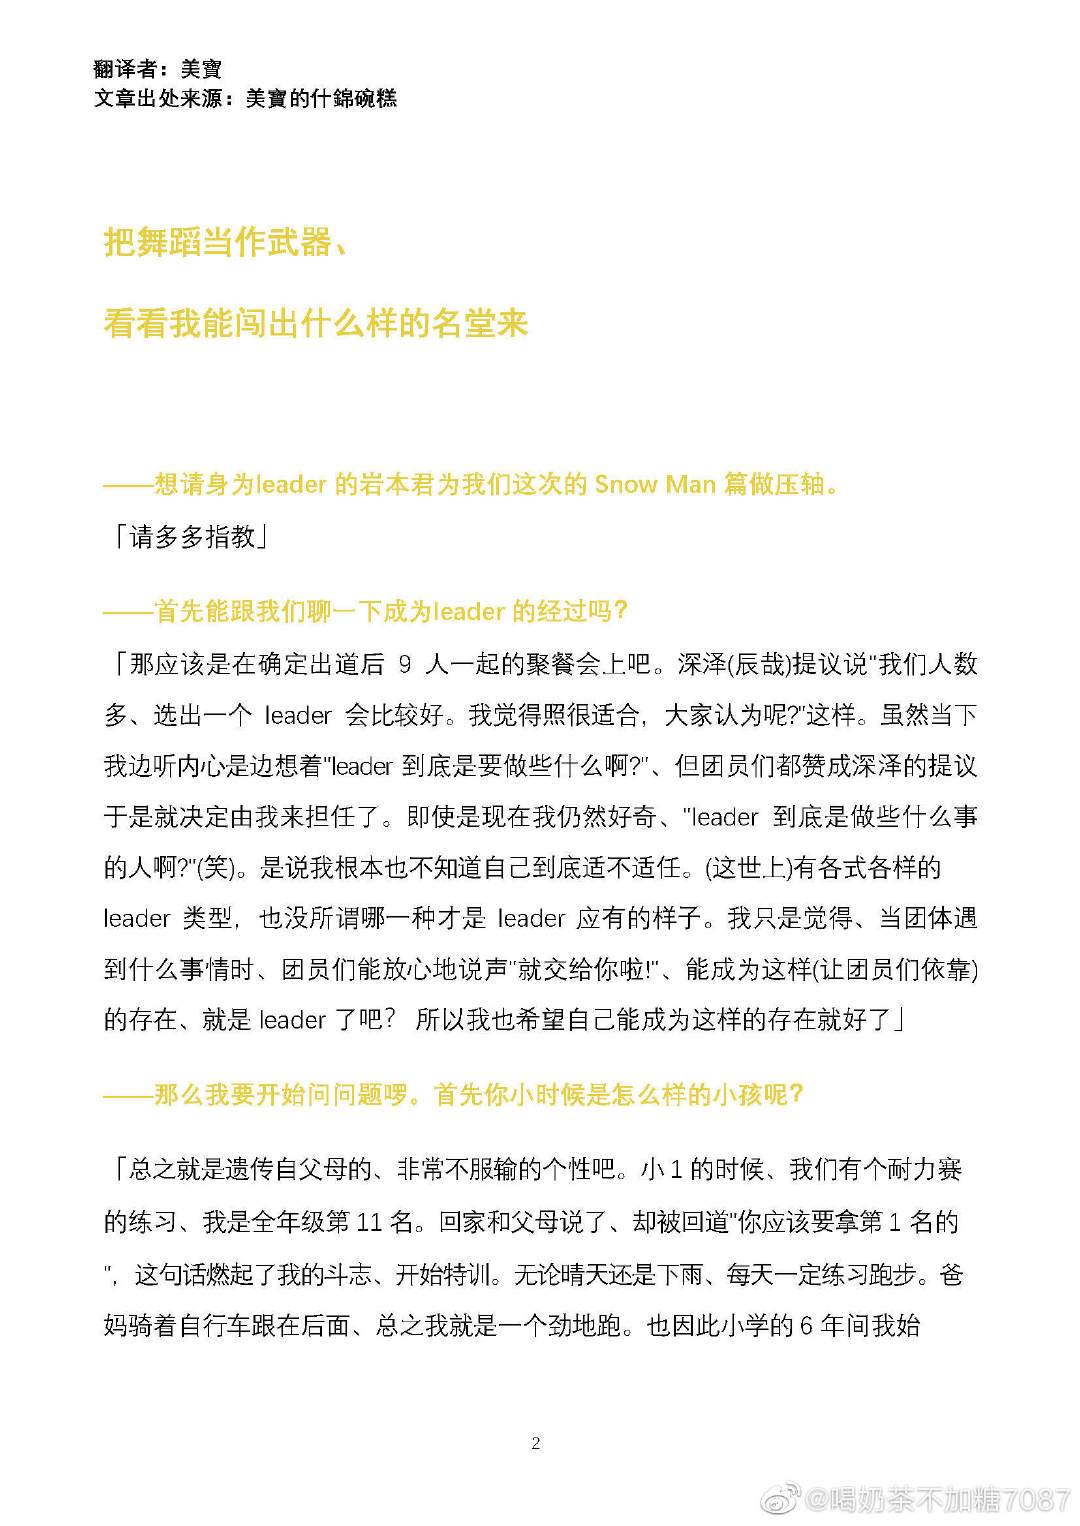 翻译者：美寶
文章出处来源：美寶的什錦碗糕
把舞蹈当作武器、
看看我能闯出什么样的名堂来
——想请身为leader 的岩本君为我们这次的 Snow Man 篇做压轴。
「请多多指教」
——首先能跟我们聊一下成为leader 的经过吗？
「那应该是在确定出道后 9 人一起的聚餐会上吧。深泽(辰哉)提议说"我们人数
多、选出一个 leader 会比较好。我觉得照很适合，大家认为呢?"这样。虽然当下
我边听内心是边想着"leader 到底是要做些什么啊?"、但团员们都赞成深泽的提议
于是就决定由我来担任了。即使是现在我仍然好奇、"leader 到底是做些什么事
的人啊?"(笑)。是说我根本也不知道自己到底适不适任。(这世上)有各式各样的
leader 类型，也没所谓哪一种才是 leader 应有的样子。我只是觉得、当团体遇
到什么事情时、团员们能放心地说声"就交给你啦!"、能成为这样(让团员们依靠)
的存在、就是 leader 了吧？ 所以我也希望自己能成为这样的存在就好了」
——那么我要开始问问题啰。首先你小时候是怎么样的小孩呢？
「总之就是遗传自父母的、非常不服输的个性吧。小 1 的时候、我们有个耐力赛
的练习、我是全年级第 11 名。回家和父母说了、却被回道"你应该要拿第 1 名的
"，这句话燃起了我的斗志、开始特训。无论晴天还是下雨、每天一定练习跑步。爸
妈骑着自行车跟在后面、总之我就是一个劲地跑。也因此小学的 6 年间我始
2
@喝奶茶不加糖7087